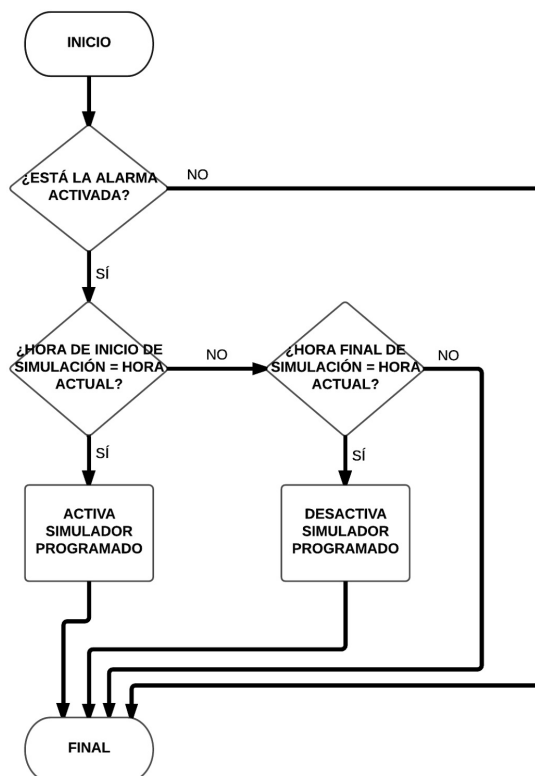 INICIO
¿ESTÁ LA ALARMA
ACTIVADA?
NO
SÍ
¿HORA DE INICIO DE
SIMULACIÓN = HORA
ACTUAL?
NO
¿HORA FINAL DE
SIMULACIÓN = HORA
ACTUAL?
NO
SÍ
SÍ
ACTIVA
SIMULADOR
PROGRAMADO
DESACTIVA
SIMULADOR
PROGRAMADO
FINAL